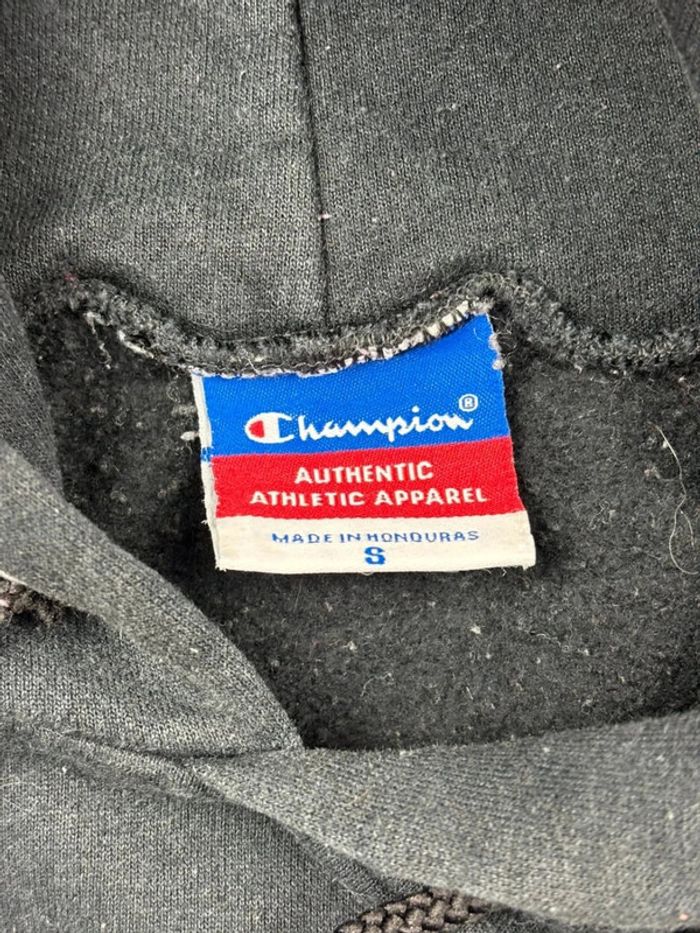 Champion®
AUTHENTIC
ATHLETIC APPAREL
MADE IN HONDURAS
S